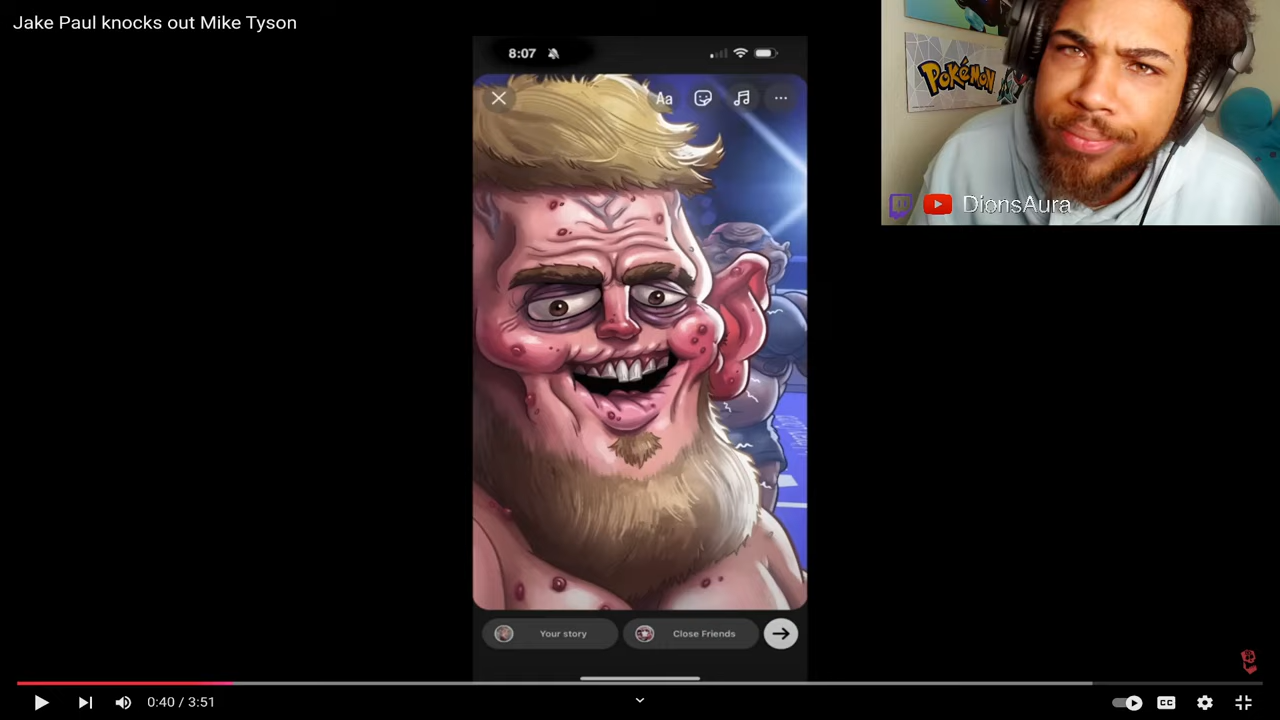 Jake Paul knocks out Mike Tyson
8:07
Aa
POKéMON
DionsAura
Your story
Close Friends
0:40 / 3:51
CC